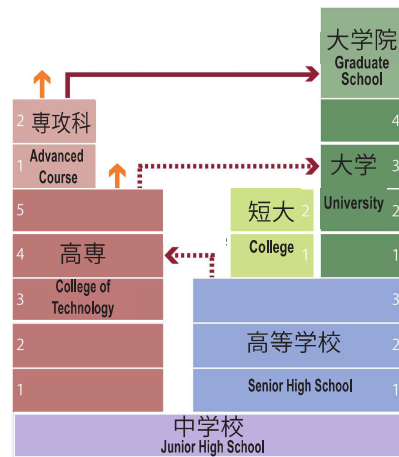 大学院
Graduate
School
2 専攻科
1 Advanced
Course
4
大学 3
University 2
1
短大 2
College 1
5
4 高専
3 College of
Technology
2
1
3
高等学校 2
Senior High School 1
中学校
Junior High School